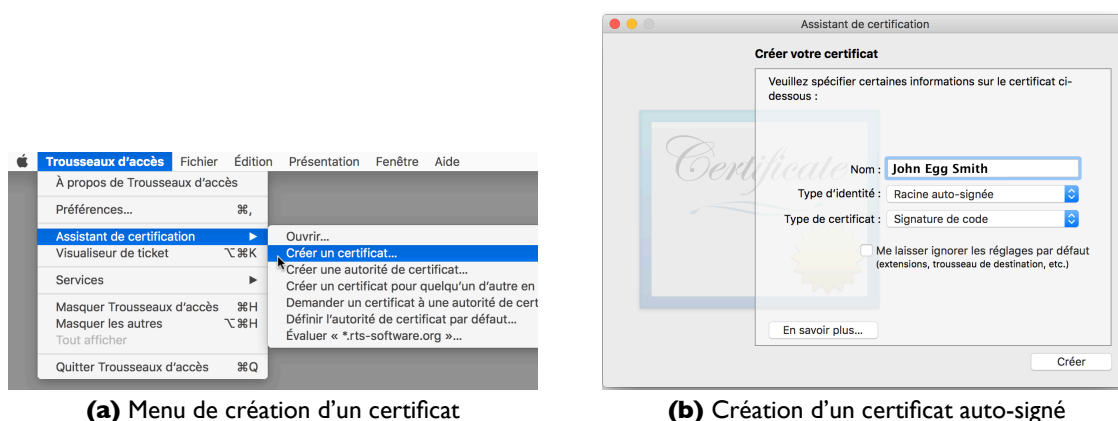 Trousseaux d'accès Fichier Édition Présentation Fenêtre Aide
À propos de Trousseaux d'accès
Préférences... ⌘,
Assistant de certification ▶
Visualiseur de ticket ⌥⌘K
Services ▶
Masquer Trousseaux d'accès ⌘H
Masquer les autres ⌥⌘H
Tout afficher
Quitter Trousseaux d'accès ⌘Q
Ouvrir...
Créer un certificat...
Créer une autorité de certificat...
Créer un certificat pour quelqu'un d'autre en
Demander un certificat à une autorité de cert
Définir l'autorité de certificat par défaut...
Évaluer « *.rts-software.org »...
(a) Menu de création d'un certificat
Assistant de certification
Créer votre certificat
Veuillez spécifier certaines informations sur le certificat ci-
dessous :
Certificate
Nom : John Egg Smith
Type d'identité : Racine auto-signée
Type de certificat : Signature de code
Me laisser ignorer les réglages par défaut
(extensions, trousseau de destination, etc.)
En savoir plus...
Créer
(b) Création d'un certificat auto-signé